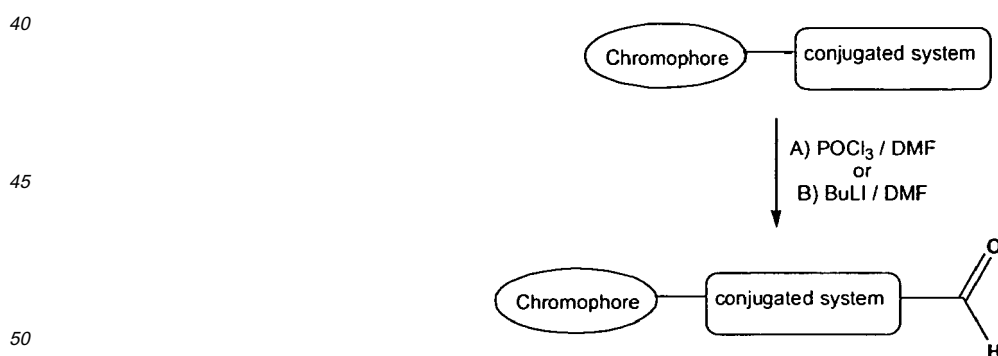 40
Chromophore conjugated system
A) POCl₃ / DMF
or
45
B) BuLI / DMF
O
Chromophore conjugated system
50
H